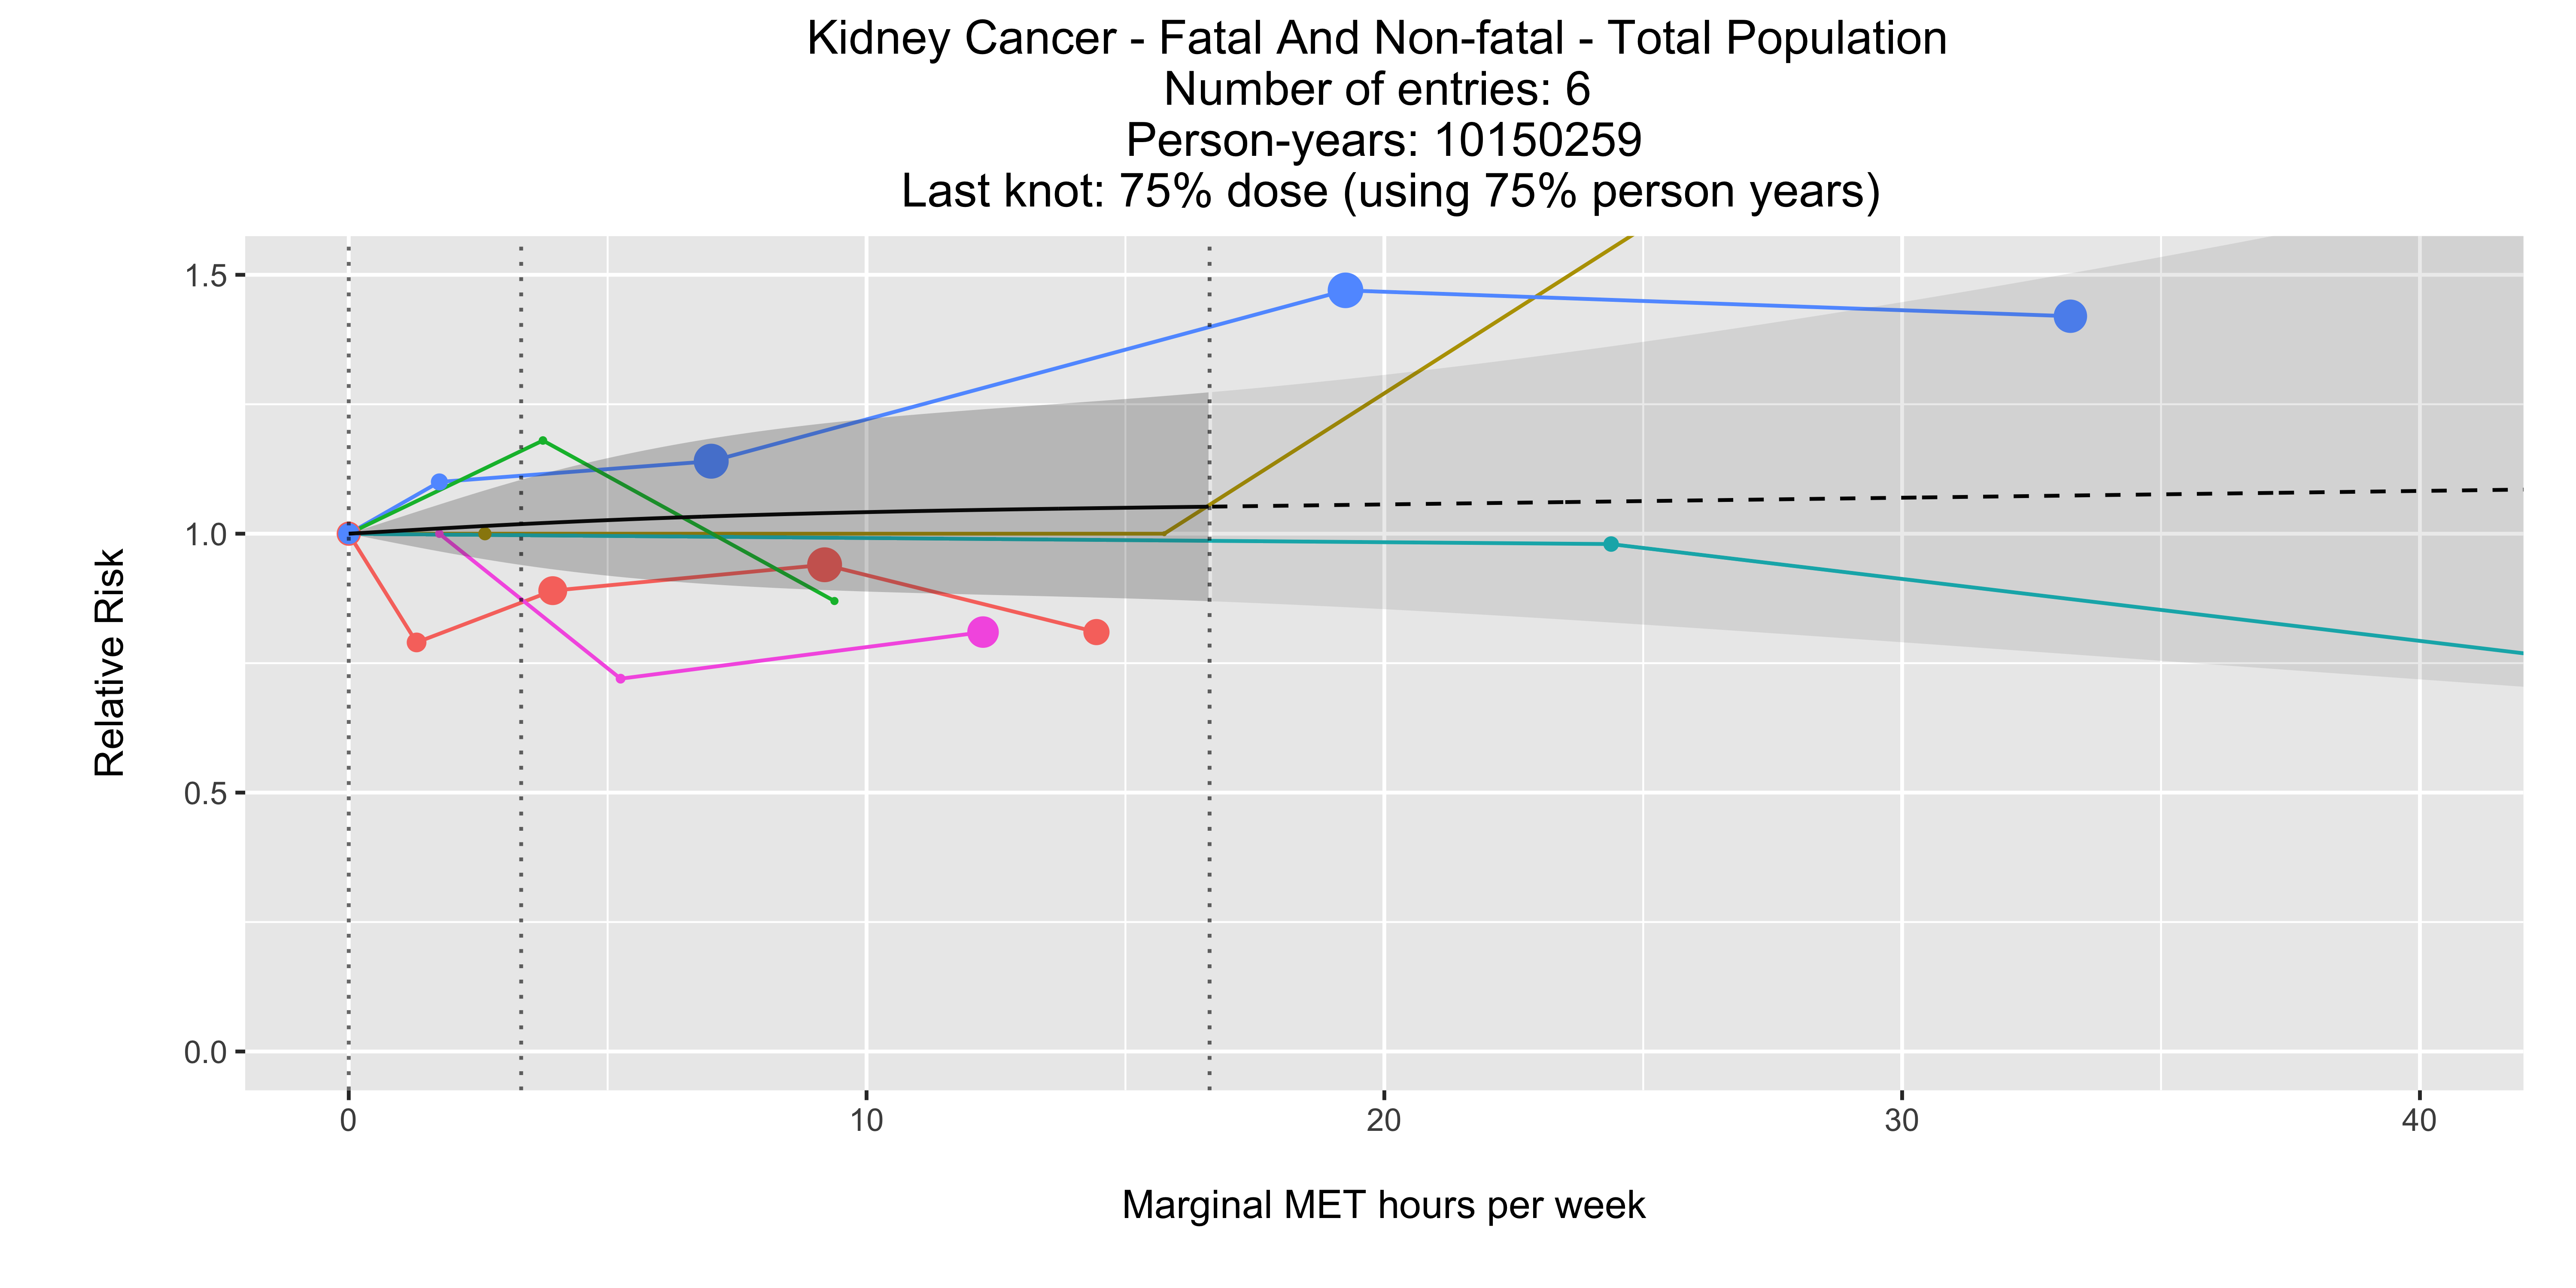 Kidney Cancer - Fatal And Non-fatal - Total Population
Number of entries: 6
Person-years: 10150259
Last knot: 75% dose (using 75% person years)
1.5
1.0
0.5
0.0
Relative Risk
0 10 20 30 40
Marginal MET hours per week